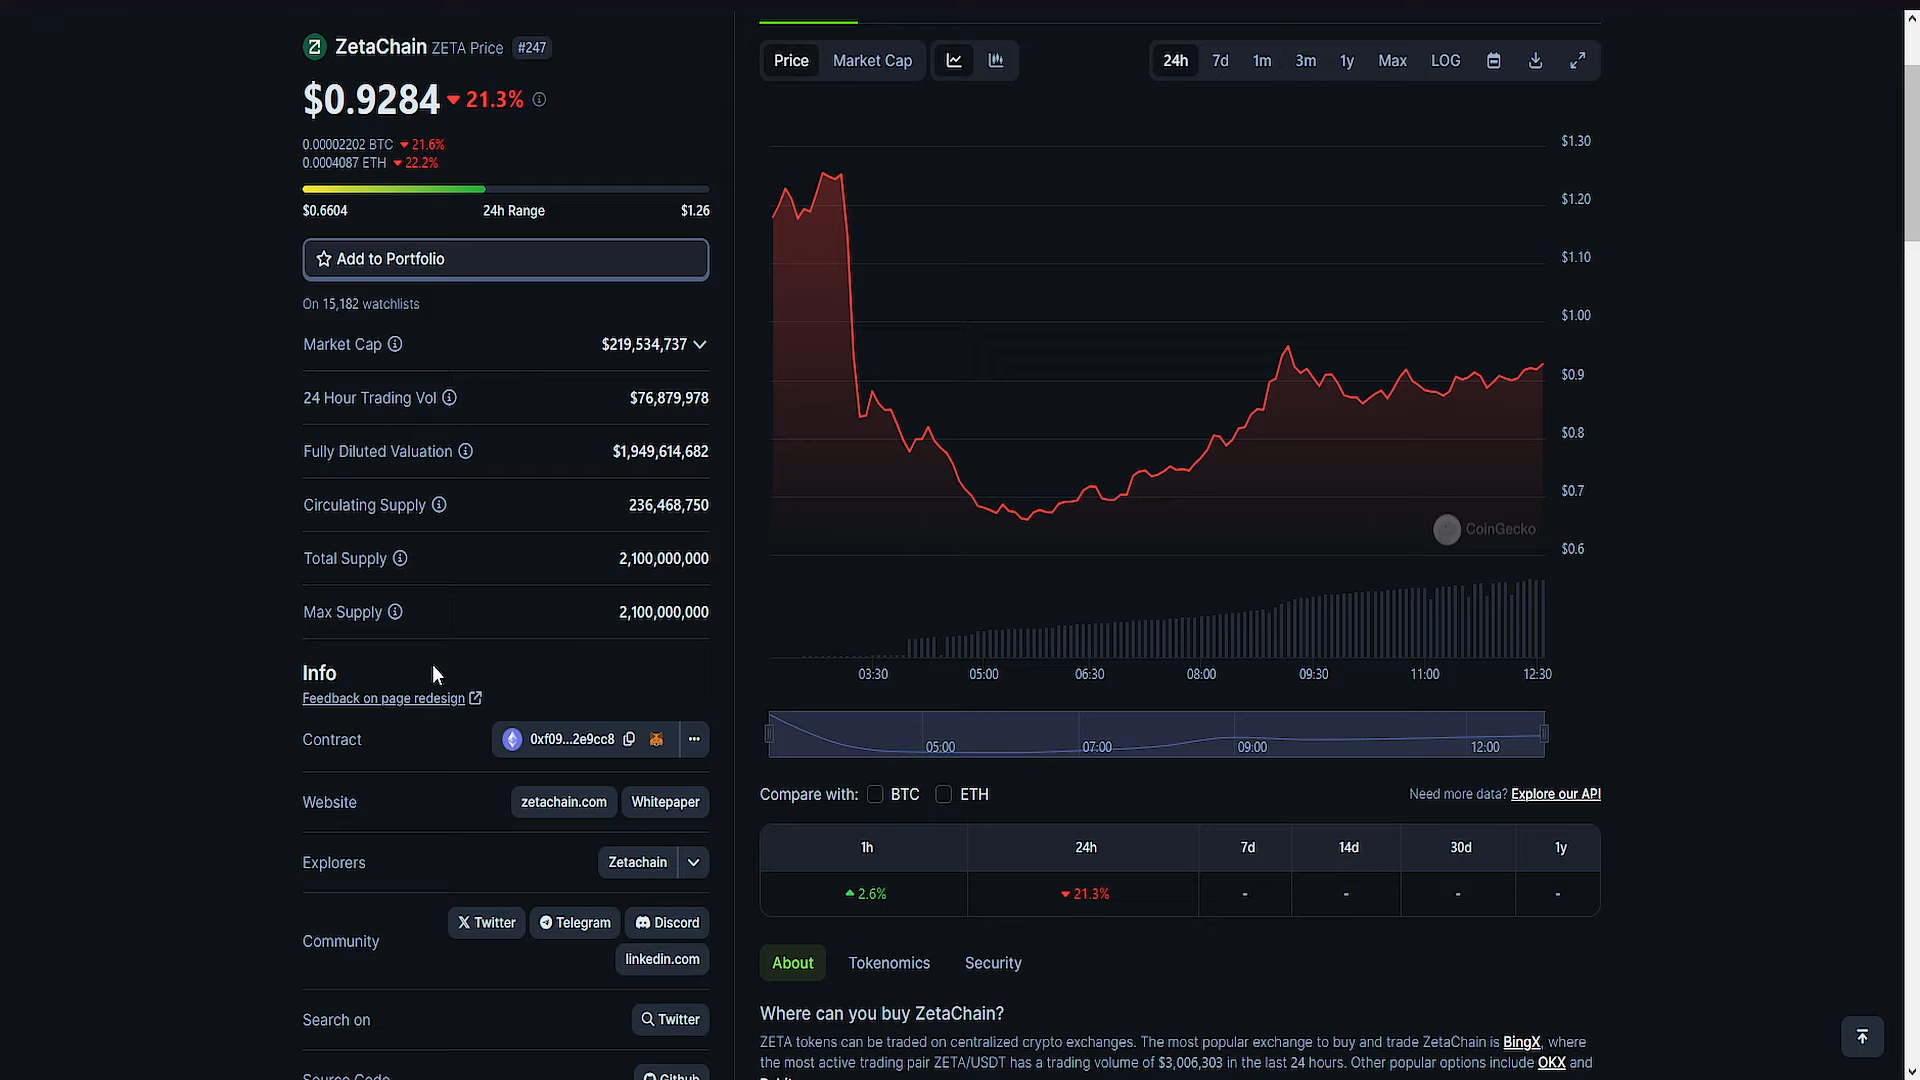 ZetaChain ZETA Price #247
$0.9284 21.3%
0.00002202 BTC 21.6%
0.0004087 ETH 22.2%
$0.6604 24h Range $1.26
Add to Portfolio
On 15,182 watchlists
Market Cap $219,534,737
24 Hour Trading Vol $76,879,978
Fully Diluted Valuation $1,949,614,682
Circulating Supply 236,468,750
Total Supply 2,100,000,000
Max Supply 2,100,000,000
Info
Feedback on page redesign
Contract 0xf09...2e9cc8
Website zetachain.com Whitepaper
Explorers Zetachain
Community Twitter Telegram Discord
linkedin.com
Search on Twitter
Source Code Github
Price Market Cap 24h 7d 1m 3m 1y Max LOG
$1.30
$1.20
$1.10
$1.00
$0.9
$0.8
$0.7
$0.6
CoinGecko
03:30 05:00 06:30 08:00 09:30 11:00 12:30
05:00 07:00 09:00 12:00
Compare with: BTC ETH Need more data? Explore our API
1h 24h 7d 14d 30d 1y
2.6% 21.3% - - - -
About Tokenomics Security
Where can you buy ZetaChain?
ZETA tokens can be traded on centralized crypto exchanges. The most popular exchange to buy and trade ZetaChain is BingX, where
the most active trading pair ZETA/USDT has a trading volume of $3,006,303 in the last 24 hours. Other popular options include OKX and